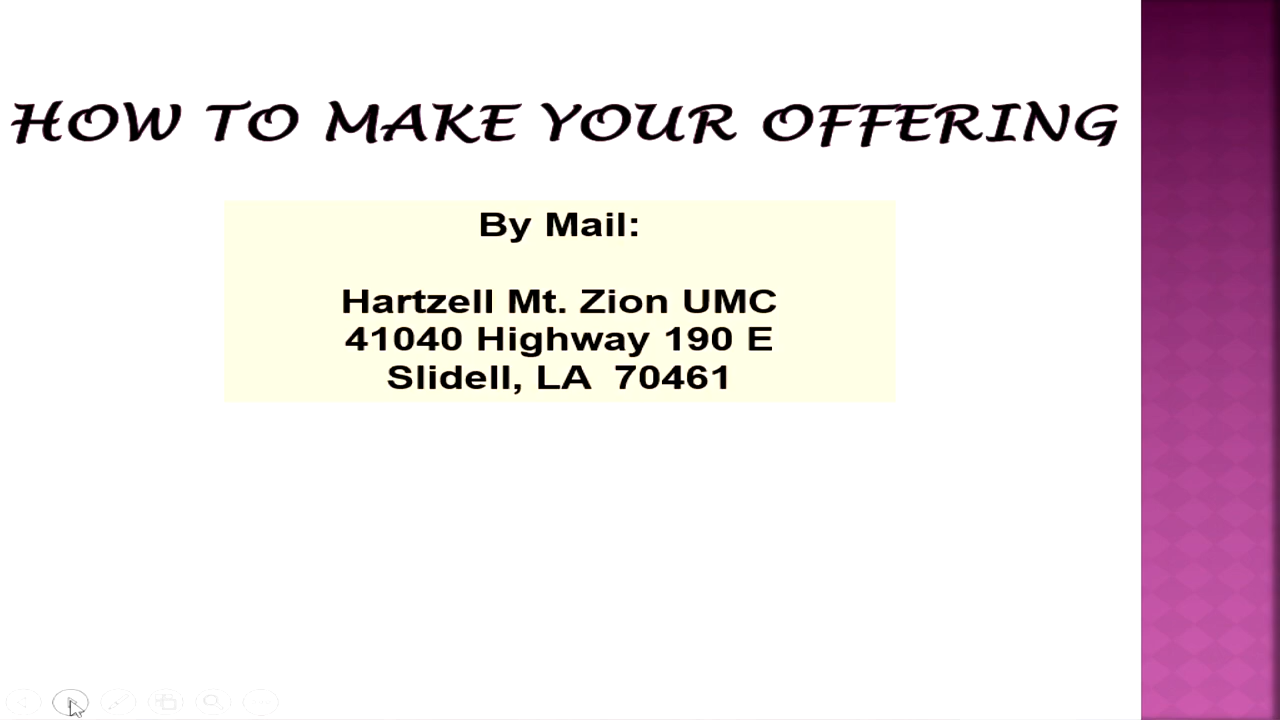 HOW TO MAKE YOUR OFFERING
By Mail:
Hartzell Mt. Zion UMC
41040 Highway 190 E
Slidell, LA  70461